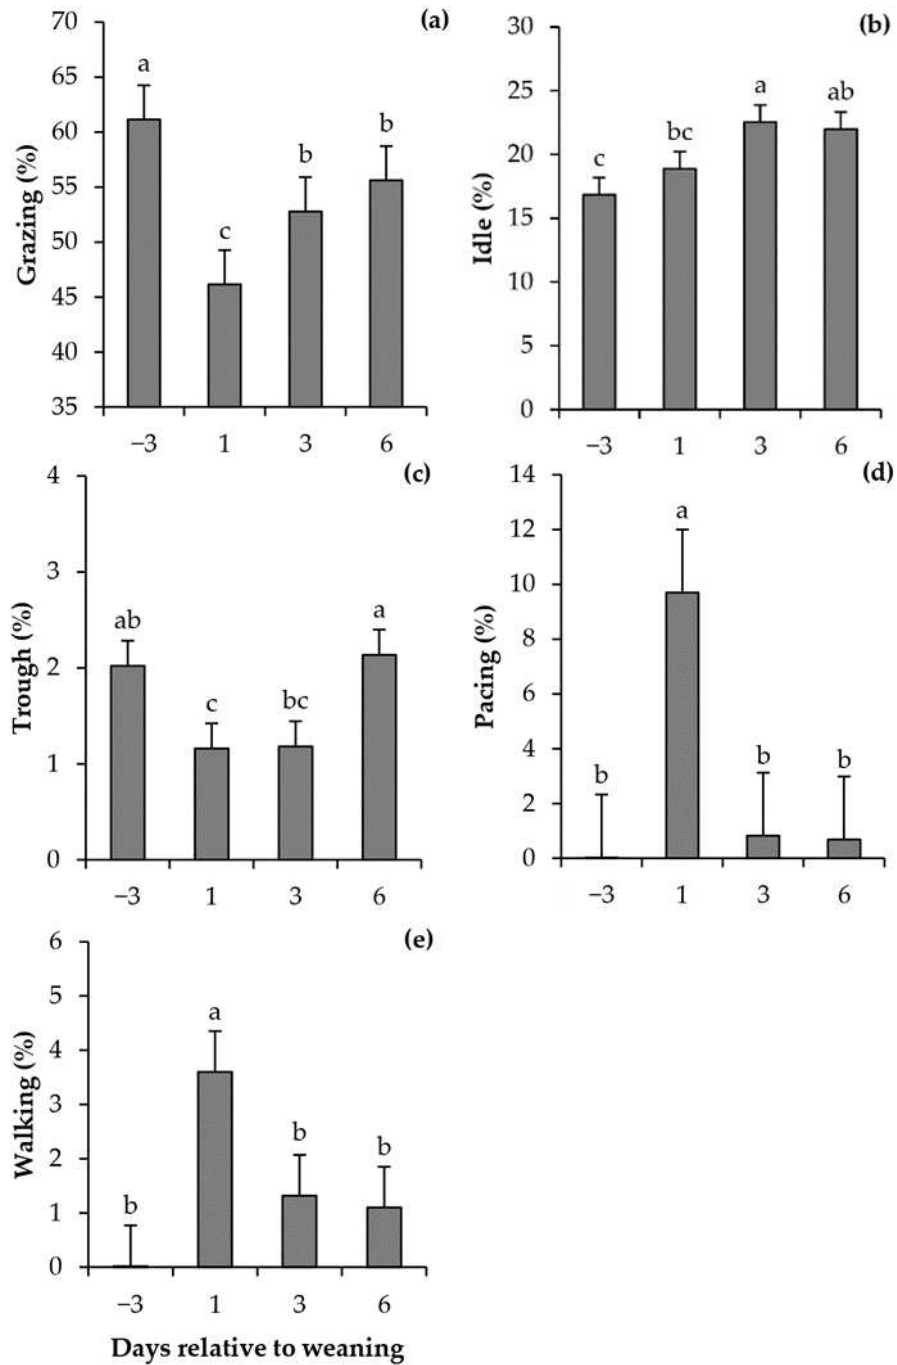 (a)
Grazing (%)
70
65
60
55
50
45
40
35
a
c
b
b
−3 1 3 6
(b)
Idle (%)
30
25
20
15
10
5
0
c
bc
a
ab
−3 1 3 6
(c)
Trough (%)
4
3
2
1
0
ab
c
bc
a
−3 1 3 6
(d)
Pacing (%)
14
12
10
8
6
4
2
0
b
a
b
b
−3 1 3 6
(e)
Walking (%)
6
5
4
3
2
1
0
b
a
b
b
−3 1 3 6
Days relative to weaning